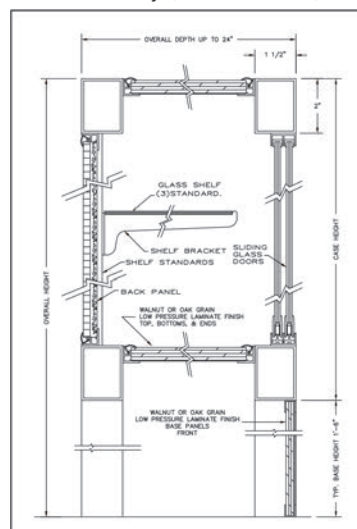 OVERALL DEPTH UP TO 24"
1 1/2"
GLASS SHELF
(3)STANDARD.
SHELF BRACKET
SHELF STANDARDS
SLIDING
GLASS
DOORS
BACK PANEL
WALNUT OR OAK GRAIN
LOW PRESSURE LAMINATE FINISH
TOP, BOTTOMS, & ENDS
OVERALL HEIGHT
CASE HEIGHT
WALNUT OR OAK GRAIN
LOW PRESSURE LAMINATE FINISH
BASE PANELS
FRONT
TYP. BASE HEIGHT 1'-6"